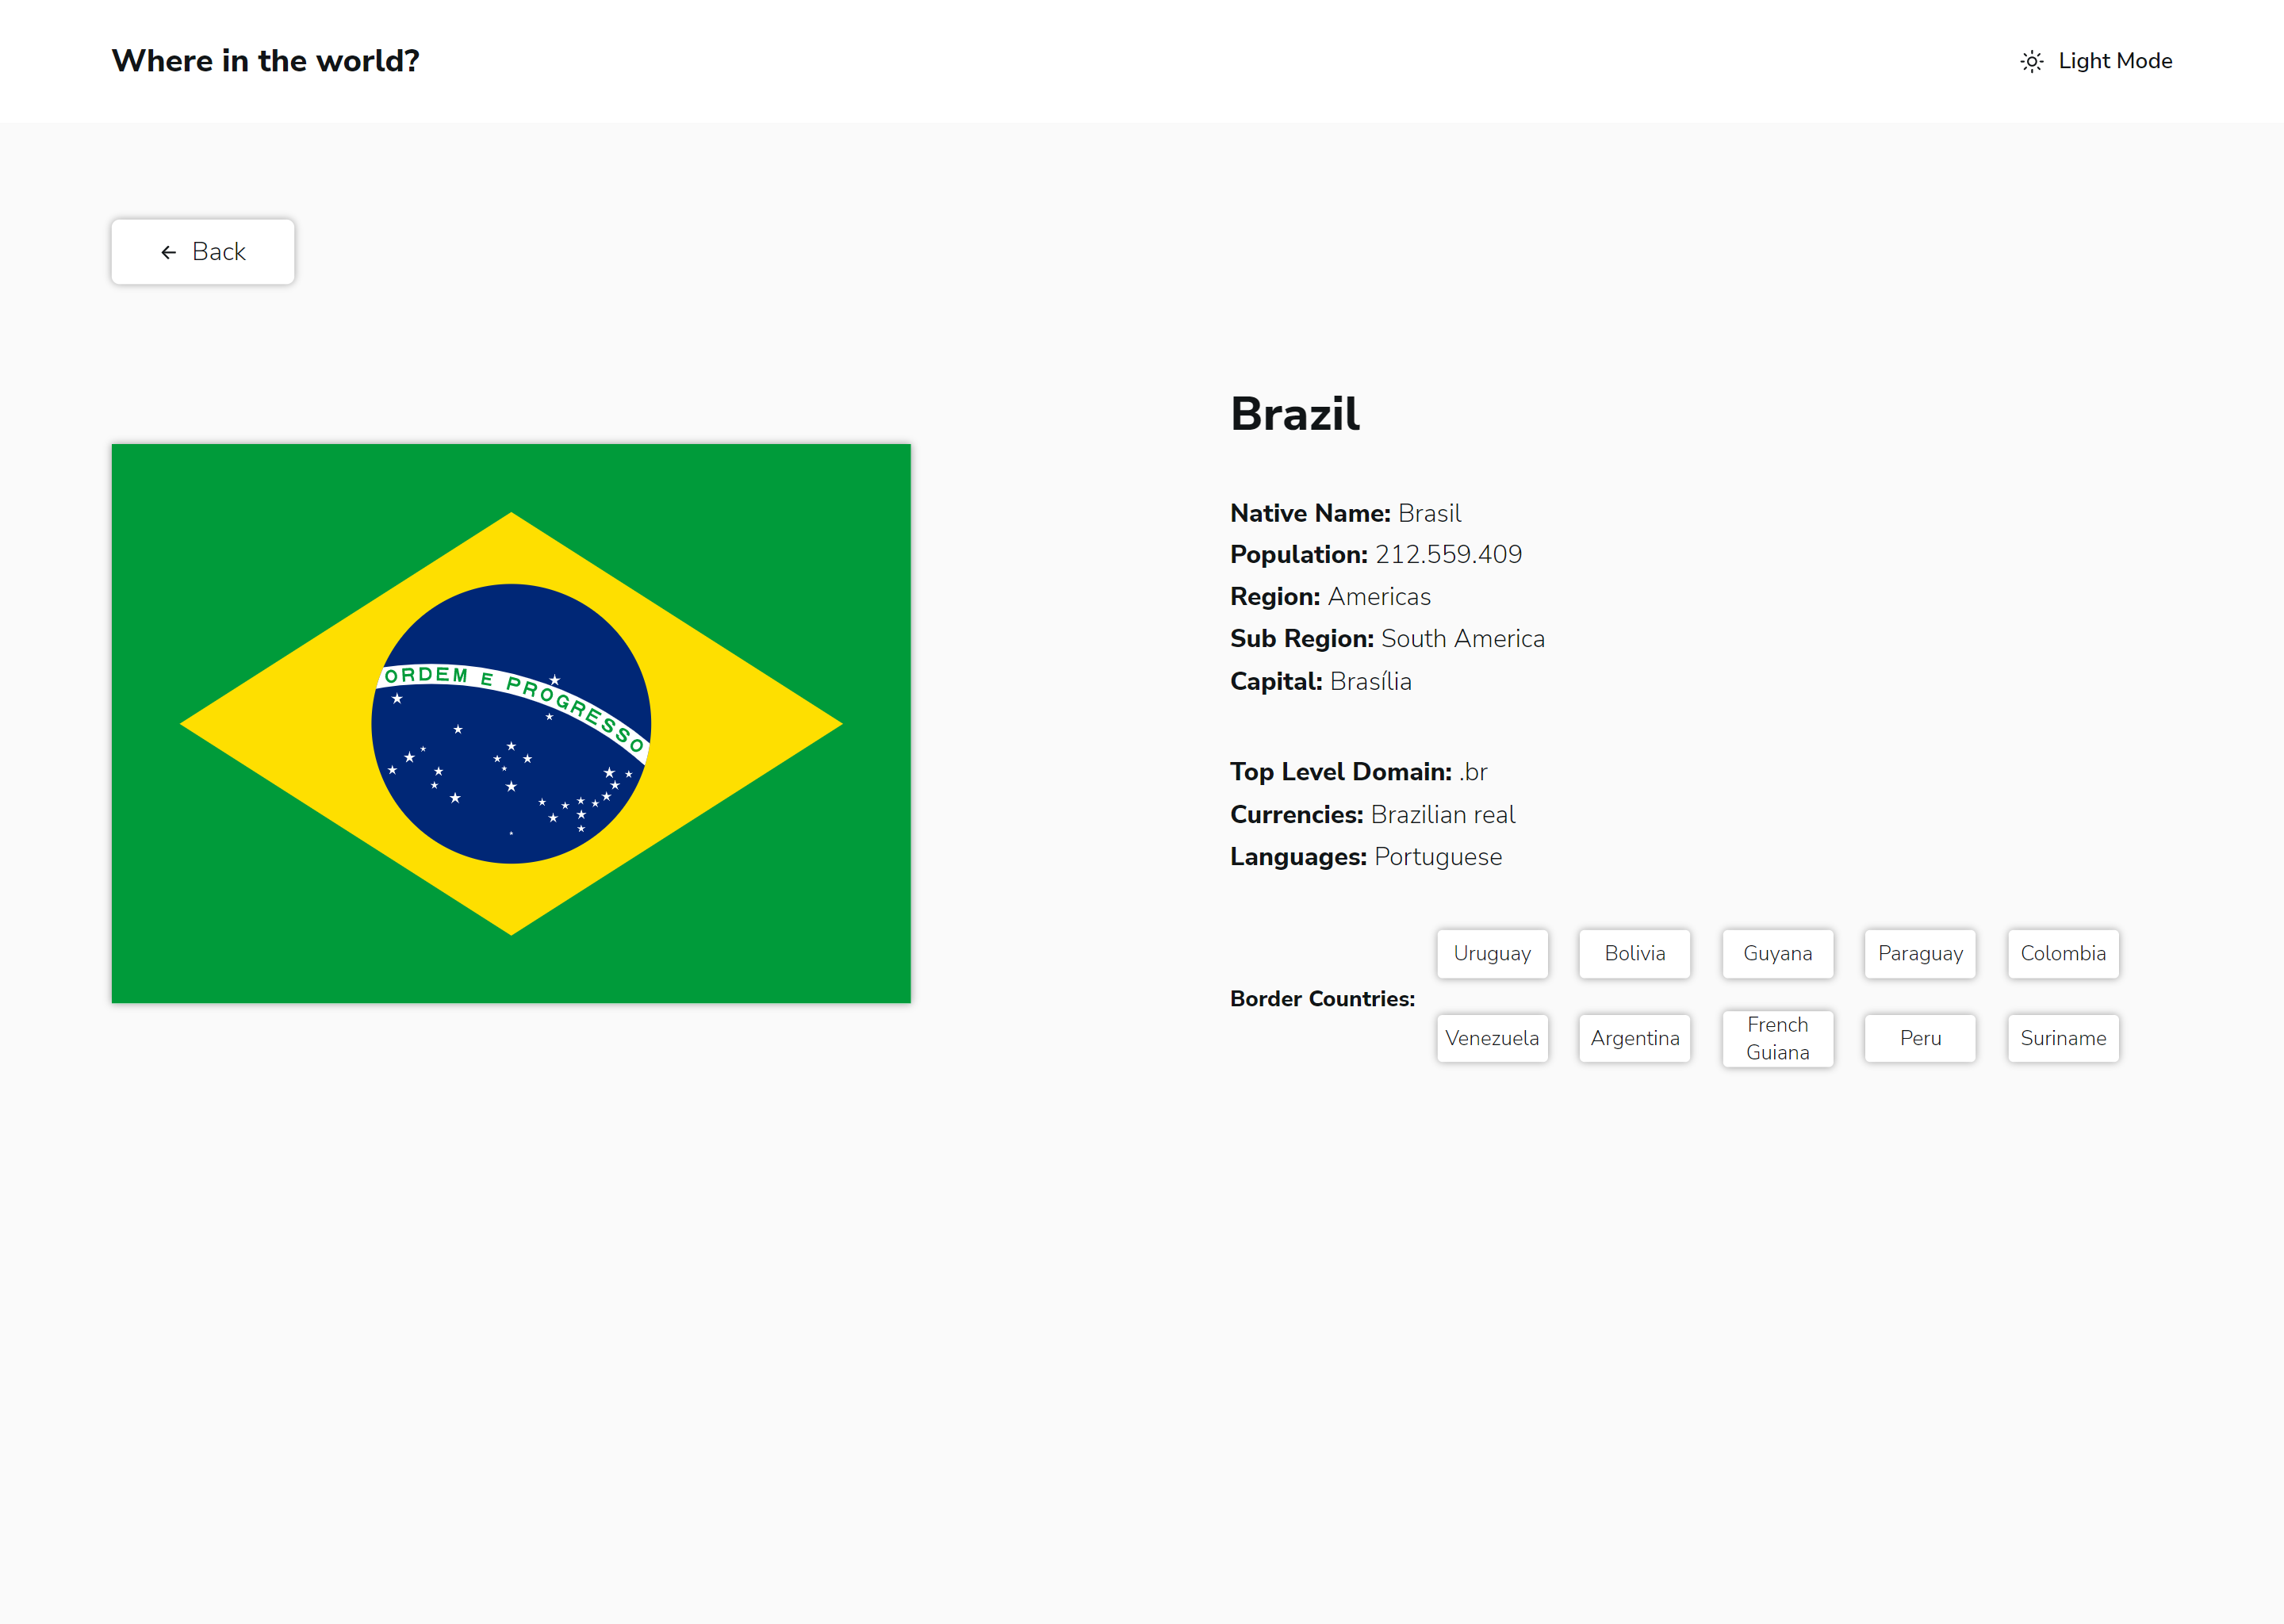 Where in the world?
Light Mode
Back
ORDEM E PROGRESSO
Brazil
Native Name: Brasil
Population: 212.559.409
Region: Americas
Sub Region: South America
Capital: Brasília
Top Level Domain: .br
Currencies: Brazilian real
Languages: Portuguese
Border Countries:
Uruguay Bolivia Guyana Paraguay Colombia
Venezuela Argentina French Guiana Peru Suriname